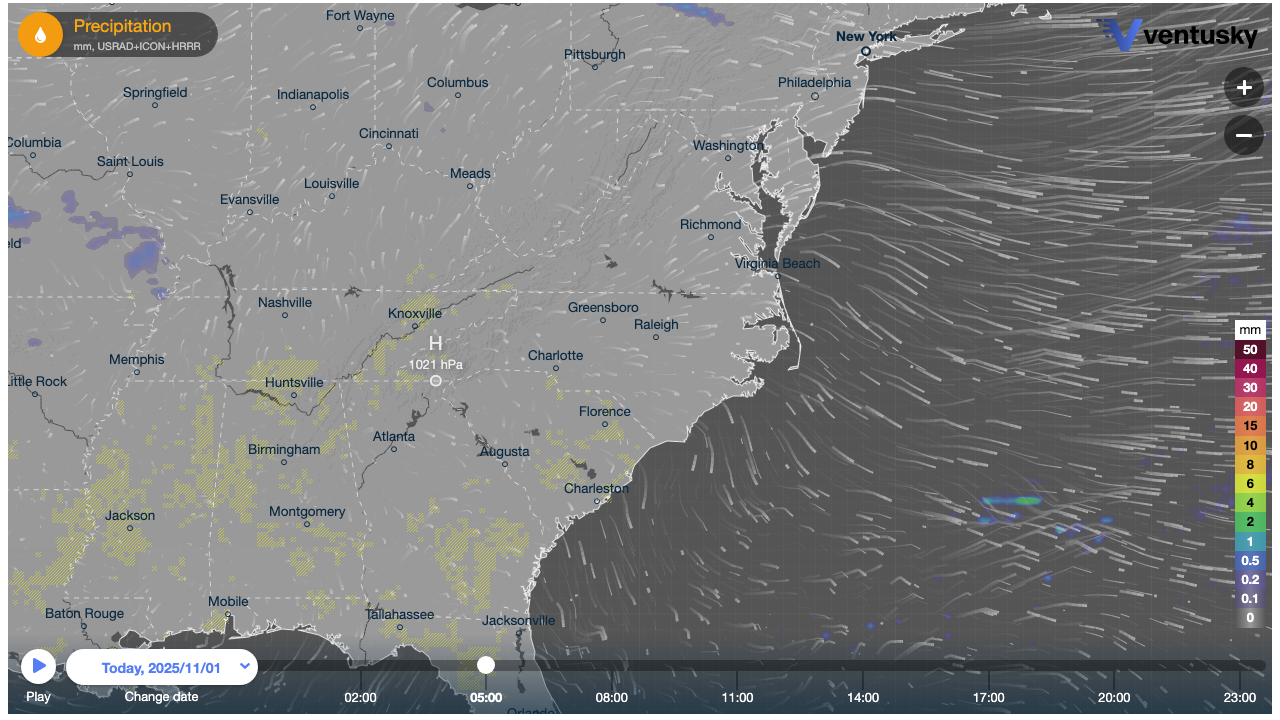 Precipitation
mm, USRAD+ICON+HRRR
Fort Wayne
New York
ventusky
Pittsburgh
Columbus
Philadelphia
Springfield
Indianapolis
+
Cincinnati
−
Columbia
Washington
Saint Louis
Meads
Louisville
Evansville
Richmond
eld
Virginia Beach
Nashville
Greensboro
Knoxville
Raleigh
mm
H
50
Memphis
Charlotte
1021 hPa
40
Little Rock
Huntsville
30
20
Florence
15
Atlanta
10
Birmingham
Augusta
8
6
Charleston
4
Jackson
Montgomery
2
1
0.5
0.2
0.1
Mobile
Baton Rouge
Tallahassee
0
Jacksonville
Today, 2025/11/01
Play
Change date
02:00
05:00
08:00
11:00
14:00
17:00
20:00
23:00
Orlando